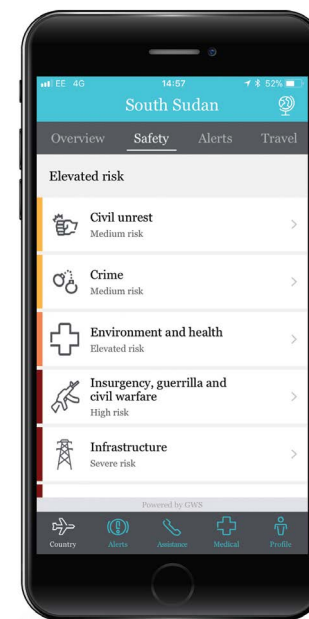 EE 4G 14:57 52%
South Sudan
Overview Safety Alerts Travel
Elevated risk
Civil unrest
Medium risk
Crime
Medium risk
Environment and health
Elevated risk
Insurgency, guerrilla and
civil warfare
High risk
Infrastructure
Severe risk
Powered by GWS
Country Alerts Assistance Medical Profile